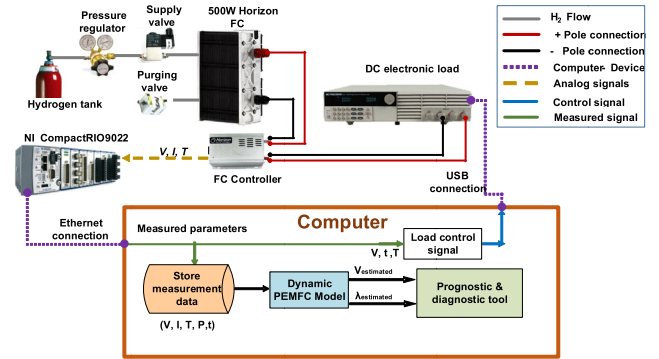 Pressure
regulator
Supply
valve
500W Horizon
FC
Purging
valve
Hydrogen tank
DC electronic load
H2 Flow
+ Pole connection
- Pole connection
Computer- Device
Analog signals
Control signal
Measured signal
NI CompactRIO9022
V, I, T
FC Controller
USB
connection
Ethernet
connection
Computer
Measured parameters
V, t ,T
Load control
signal
Store
measurement
data
(V, I, T, P,t)
Dynamic
PEMFC Model
Vestimated
λestimated
Prognostic &
diagnostic tool